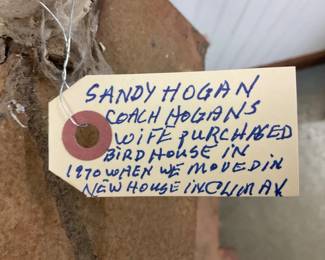 SANDY HOGAN
COACH HOGANS
WIFE PURCHASED
BIRD HOUSE IN
1970 WHEN WE MOVED IN
NEW HOUSE IN CLIMAX